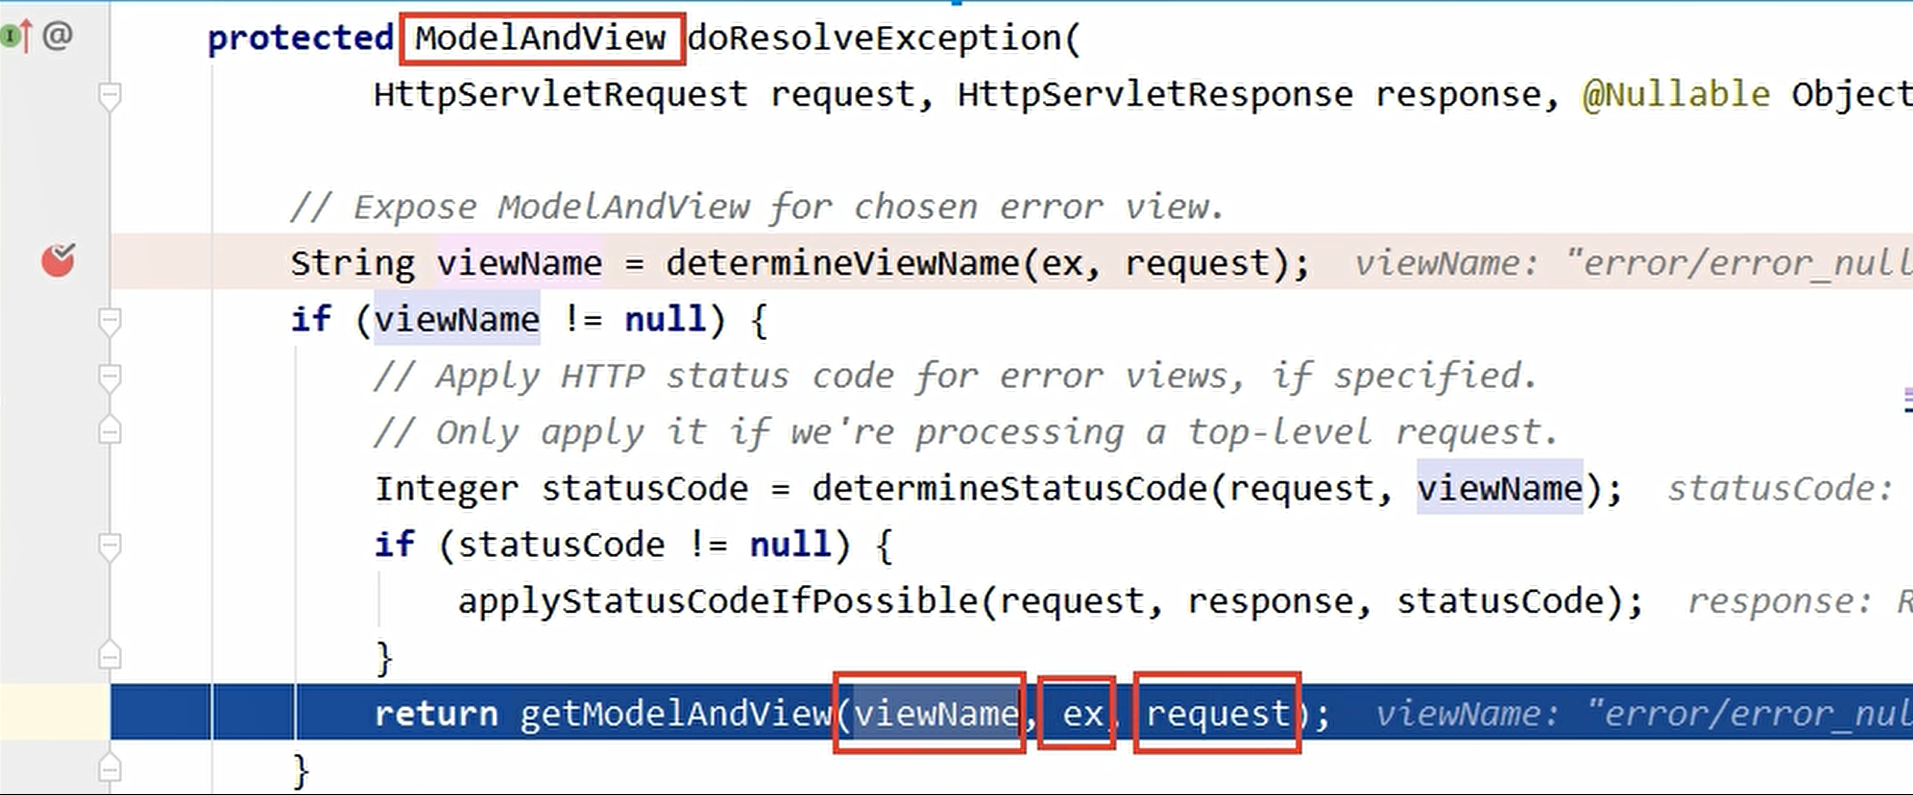 protected ModelAndView doResolveException(
HttpServletRequest request, HttpServletResponse response, @Nullable Object
// Expose ModelAndView for chosen error view.
String viewName = determineViewName(ex, request); viewName: "error/error_null
if (viewName != null) {
// Apply HTTP status code for error views, if specified.
// Only apply it if we're processing a top-level request.
Integer statusCode = determineStatusCode(request, viewName); statusCode:
if (statusCode != null) {
applyStatusCodeIfPossible(request, response, statusCode); response: R
}
return getModelAndView(viewName, ex, request); viewName: "error/error_nul
}